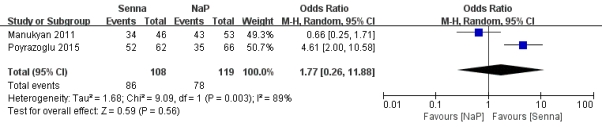 Senna NaP Odds Ratio Odds Ratio
Study or Subgroup Events Total Events Total Weight M-H, Random, 95% CI M-H, Random, 95% CI
Manukyan 2011 34 46 43 53 49.3% 0.66 [0.25, 1.71]
Poyrazoglu 2015 52 62 35 66 50.7% 4.61 [2.00, 10.58]
Total (95% CI) 108 119 100.0% 1.77 [0.26, 11.88]
Total events 86 78
Heterogeneity: Tau² = 1.68; Chi² = 9.09, df = 1 (P = 0.003); I² = 89%
Test for overall effect: Z = 0.59 (P = 0.56)
0.01 0.1 1 10 100
Favours [NaP] Favours [Senna]